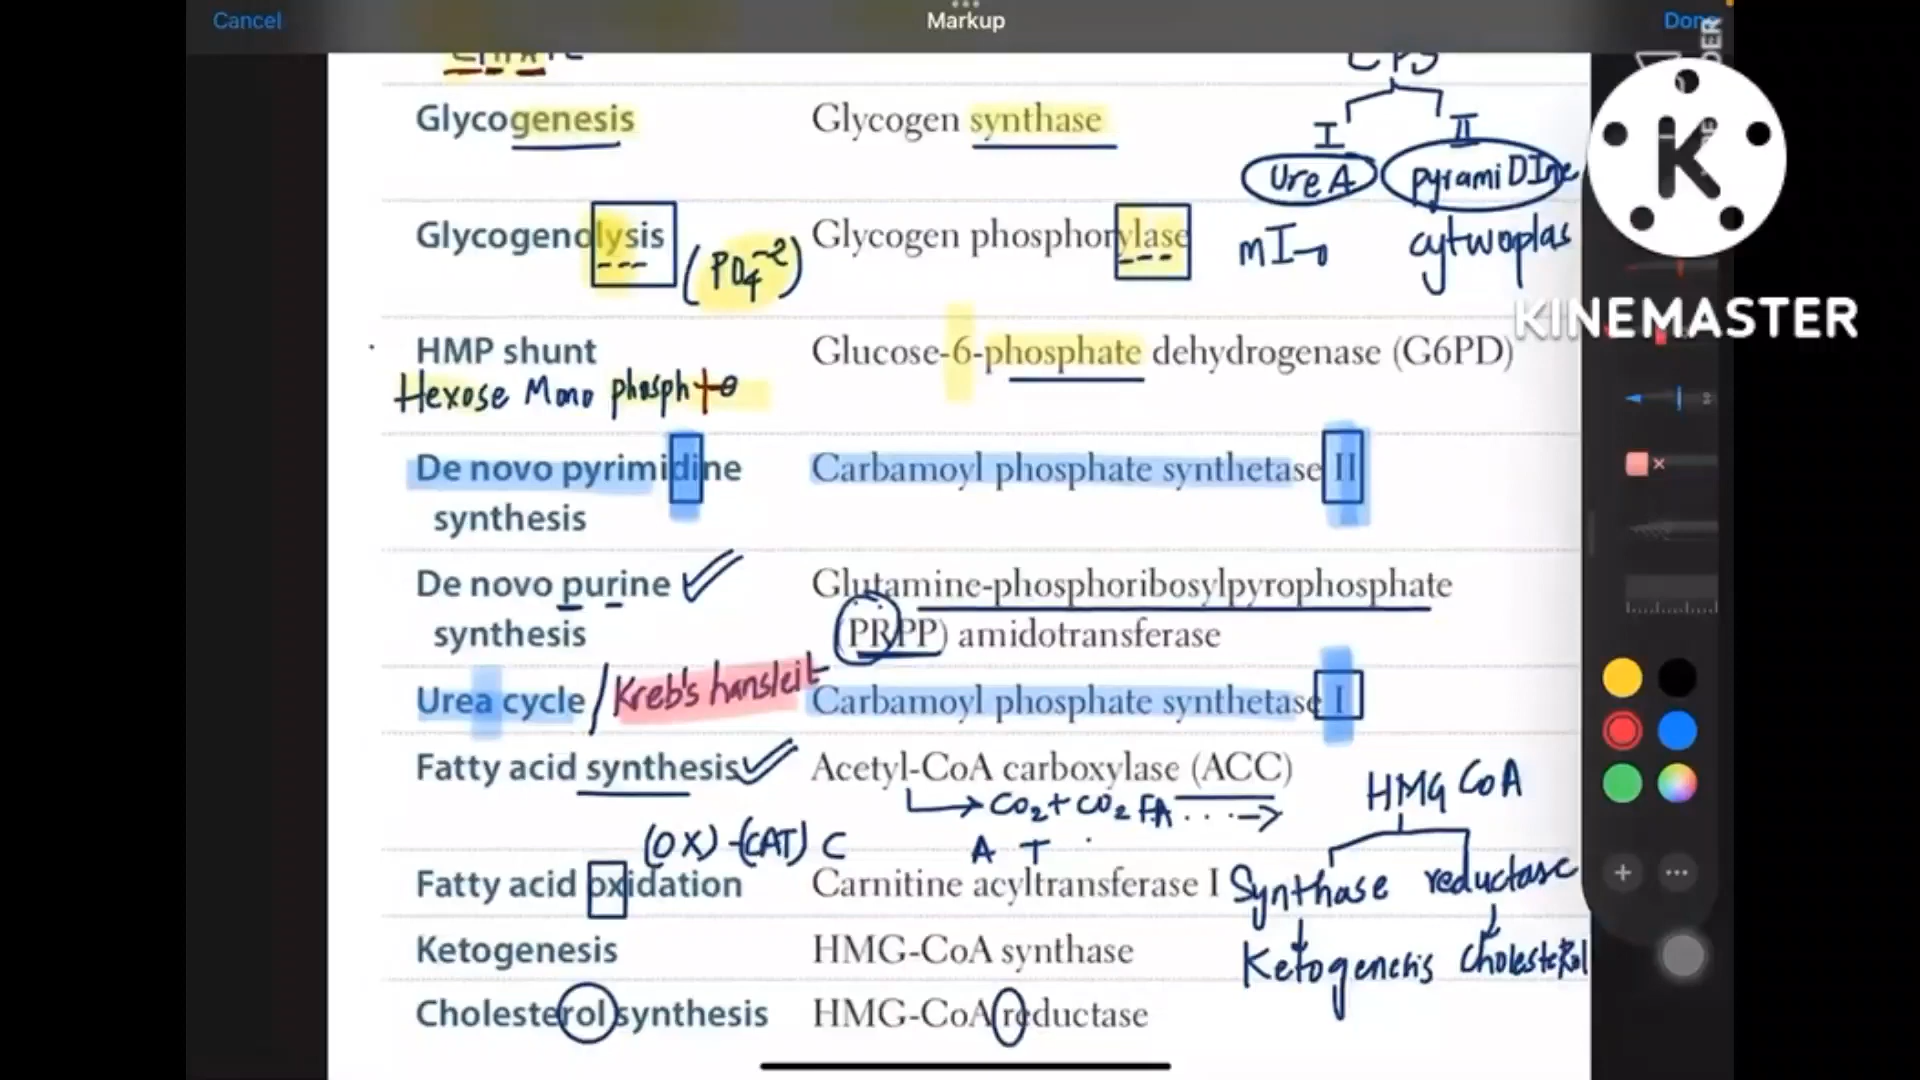 Cancel
Markup
CPS
Glycogenesis Glycogen synthase
I II
UreA pyramiDIne
Glycogenolysis (PO4-2) Glycogen phosphorylase
cytwoplas
KINEMASTER
HMP shunt Glucose-6-phosphate dehydrogenase (G6PD)
Hexose Mono phosph
De novo pyrimidine Carbamoyl phosphate synthetase II
synthesis
De novo purine Glutamine-phosphoribosylpyrophosphate
synthesis (PRPP) amidotransferase
Urea cycle / Kreb's hansleit Carbamoyl phosphate synthetase I
Fatty acid synthesis Acetyl-CoA carboxylase (ACC)
HMG CoA
CO2 + CO2 FA
(OX) - (CAT) C A T
Fatty acid oxidation Carnitine acyltransferase I
Synthase reductase
Ketogenesis HMG-CoA synthase
Ketogenesis Cholesterol
Cholesterol synthesis HMG-CoA reductase